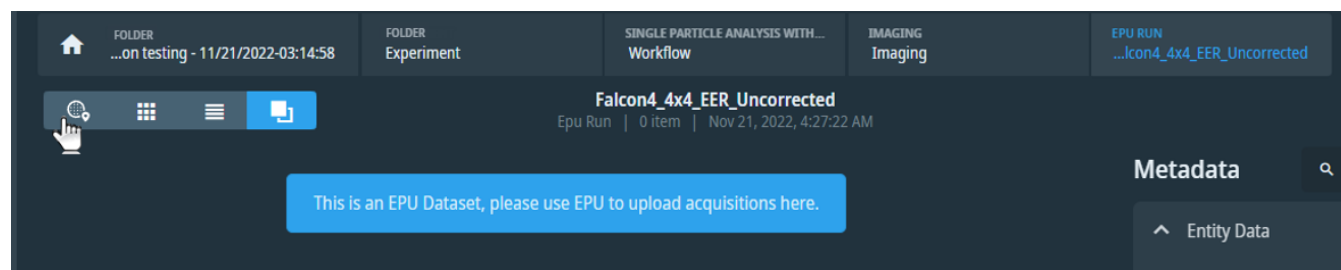 FOLDER
...on testing - 11/21/2022-03:14:58
FOLDER
Experiment
SINGLE PARTICLE ANALYSIS WITH...
Workflow
IMAGING
Imaging
EPU RUN
...lcon4_4x4_EER_Uncorrected
Falcon4_4x4_EER_Uncorrected
Epu Run | 0 item | Nov 21, 2022, 4:27:22 AM
This is an EPU Dataset, please use EPU to upload acquisitions here.
Metadata
Entity Data